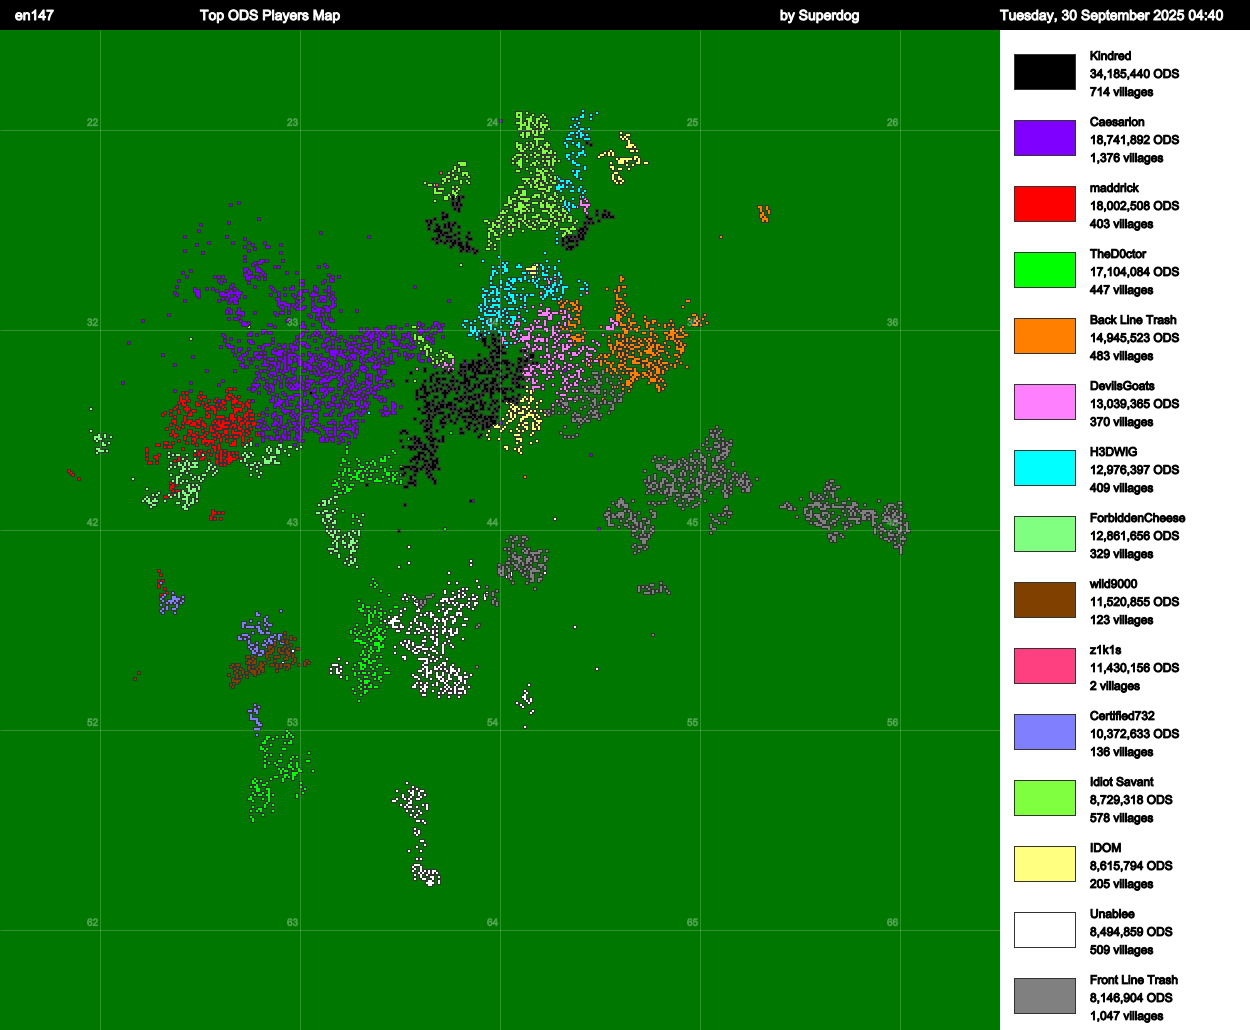 en147 Top ODS Players Map by Superdog Tuesday, 30 September 2025 04:40
Kindred
34,185,440 ODS
714 villages
Caesarion
18,741,892 ODS
1,376 villages
maddrick
18,002,508 ODS
403 villages
TheD0ctor
17,104,084 ODS
447 villages
Back Line Trash
14,945,523 ODS
483 villages
DevilsGoats
13,039,365 ODS
370 villages
H3DWIG
12,976,397 ODS
409 villages
ForbiddenCheese
12,861,656 ODS
329 villages
wild9000
11,520,855 ODS
123 villages
z1k1s
11,430,156 ODS
2 villages
Certified732
10,372,633 ODS
136 villages
Idiot Savant
8,729,318 ODS
578 villages
IDOM
8,615,794 ODS
205 villages
Unablee
8,494,859 ODS
509 villages
Front Line Trash
8,146,904 ODS
1,047 villages
22 23 24 25 26
32 33 36
42 43 44 45
52 53 54 55 56
62 63 64 65 66